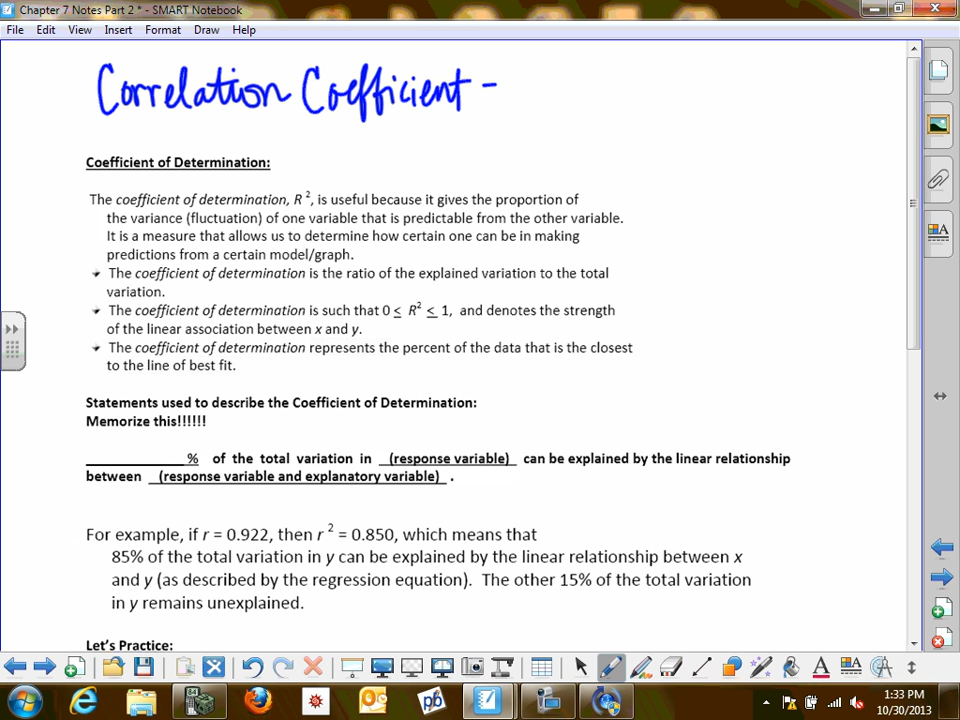 Chapter 7 Notes Part 2 * - SMART Notebook
File Edit View Insert Format Draw Help
Correlation Coefficient -
Coefficient of Determination:
The coefficient of determination, R ², is useful because it gives the proportion of
the variance (fluctuation) of one variable that is predictable from the other variable.
It is a measure that allows us to determine how certain one can be in making
predictions from a certain model/graph.
The coefficient of determination is the ratio of the explained variation to the total
variation.
The coefficient of determination is such that 0 ≤ R² ≤ 1, and denotes the strength
of the linear association between x and y.
The coefficient of determination represents the percent of the data that is the closest
to the line of best fit.
Statements used to describe the Coefficient of Determination:
Memorize this!!!!!!
______________% of the total variation in (response variable) can be explained by the linear relationship
between (response variable and explanatory variable) .
For example, if r = 0.922, then r ² = 0.850, which means that
85% of the total variation in y can be explained by the linear relationship between x
and y (as described by the regression equation). The other 15% of the total variation
in y remains unexplained.
Let's Practice:
1:33 PM
10/30/2013